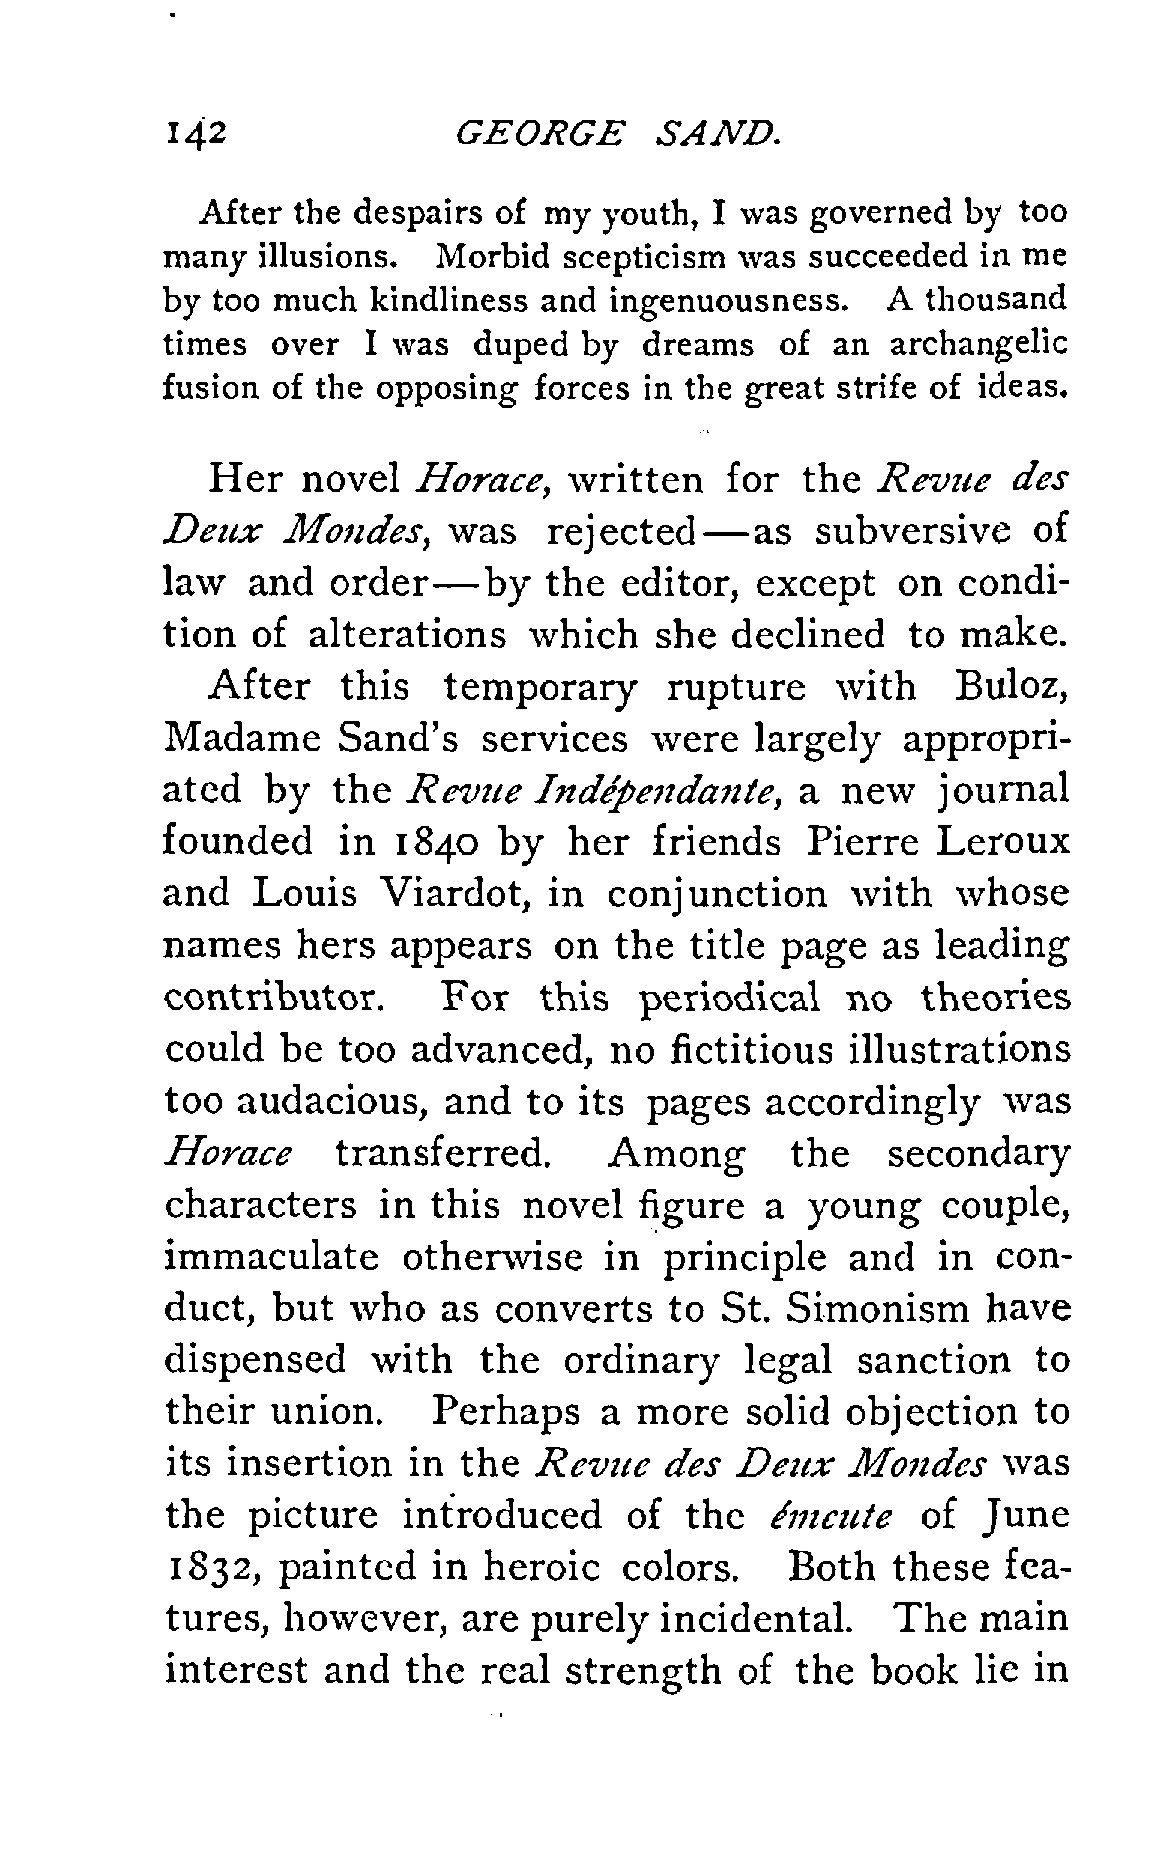 142 GEORGE SAND.
After the despairs of my youth, I was governed by too
many illusions. Morbid scepticism was succeeded in me
by too much kindliness and ingenuousness. A thousand
times over I was duped by dreams of an archangelic
fusion of the opposing forces in the great strife of ideas.
Her novel Horace, written for the Revue des
Deux Mondes, was rejected—as subversive of
law and order—by the editor, except on condi-
tion of alterations which she declined to make.
After this temporary rupture with Buloz,
Madame Sand's services were largely appropri-
ated by the Revue Indépendante, a new journal
founded in 1840 by her friends Pierre Leroux
and Louis Viardot, in conjunction with whose
names hers appears on the title page as leading
contributor. For this periodical no theories
could be too advanced, no fictitious illustrations
too audacious, and to its pages accordingly was
Horace transferred. Among the secondary
characters in this novel figure a young couple,
immaculate otherwise in principle and in con-
duct, but who as converts to St. Simonism have
dispensed with the ordinary legal sanction to
their union. Perhaps a more solid objection to
its insertion in the Revue des Deux Mondes was
the picture introduced of the émeute of June
1832, painted in heroic colors. Both these fea-
tures, however, are purely incidental. The main
interest and the real strength of the book lie in